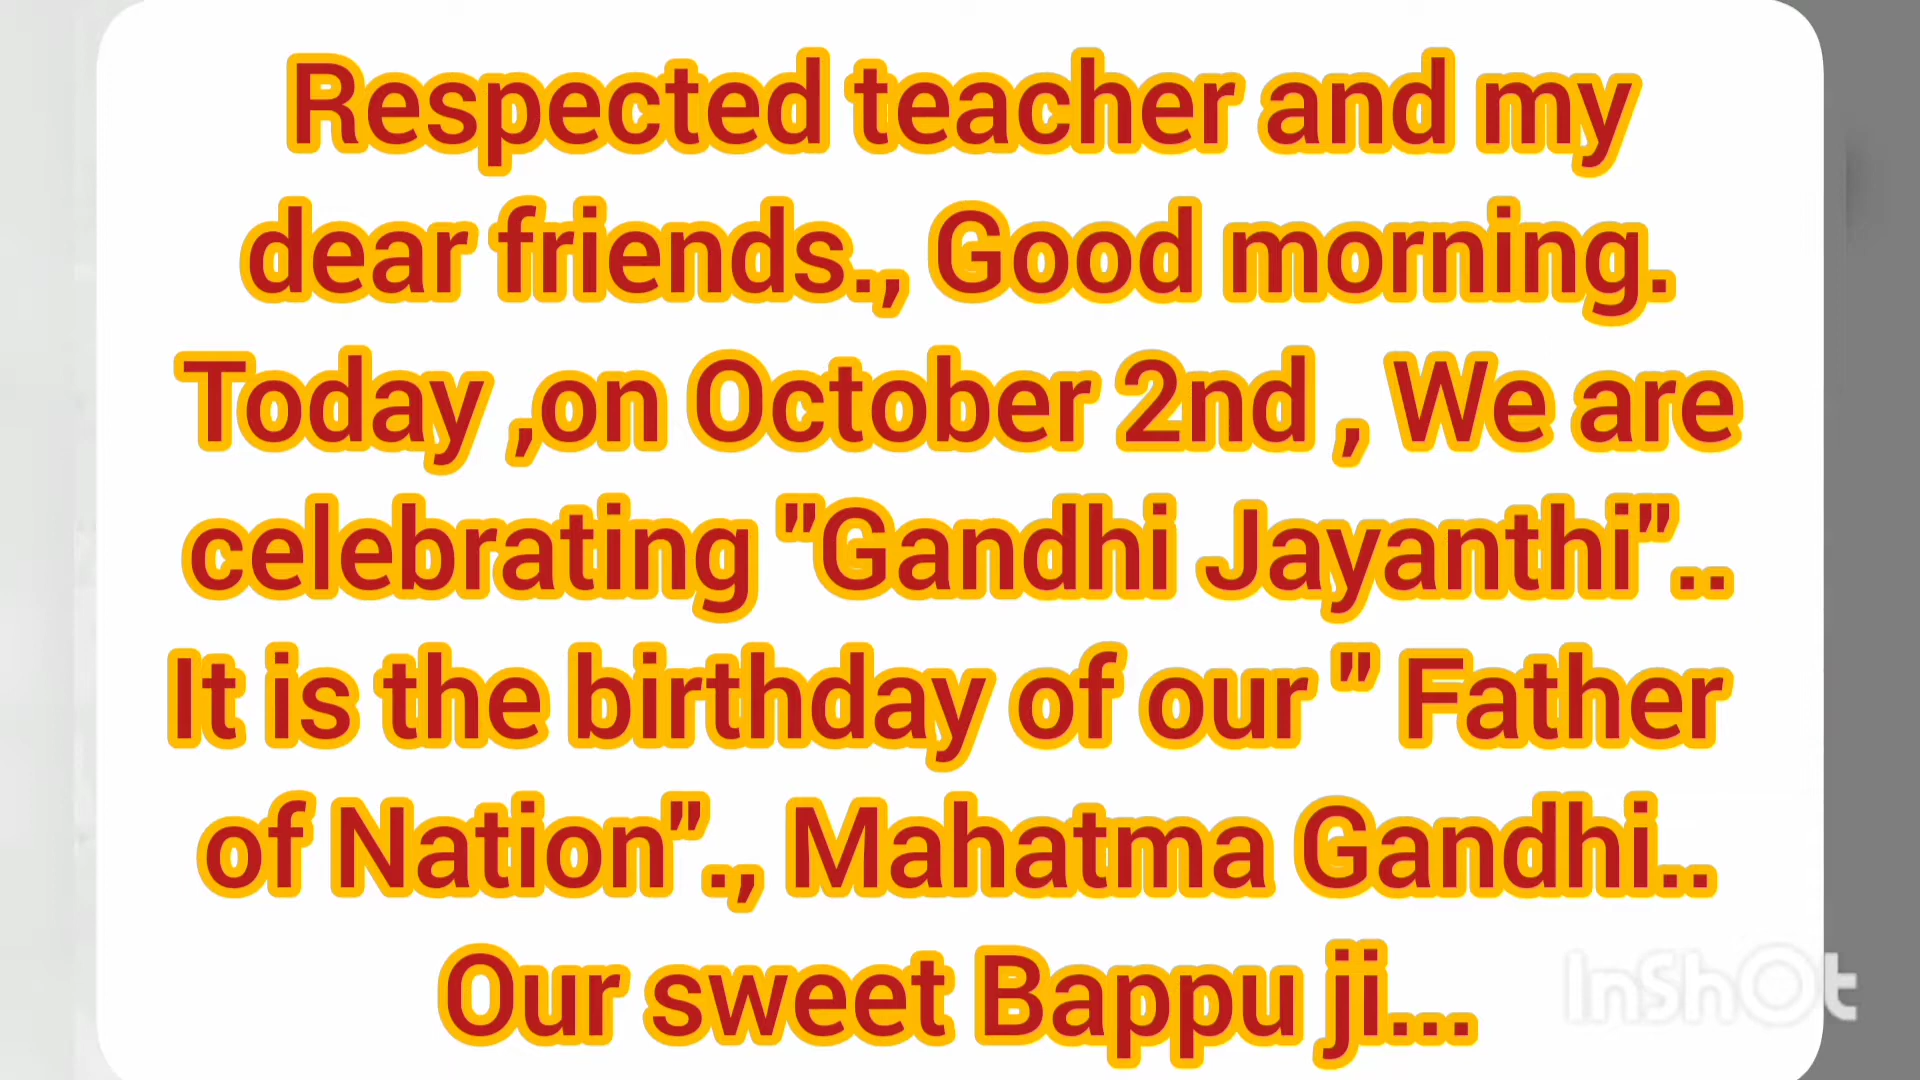 Respected teacher and my
dear friends., Good morning.
Today ,on October 2nd , We are
celebrating "Gandhi Jayanthi"..
It is the birthday of our " Father
of Nation"., Mahatma Gandhi..
Our sweet Bappu ji...
InShOt